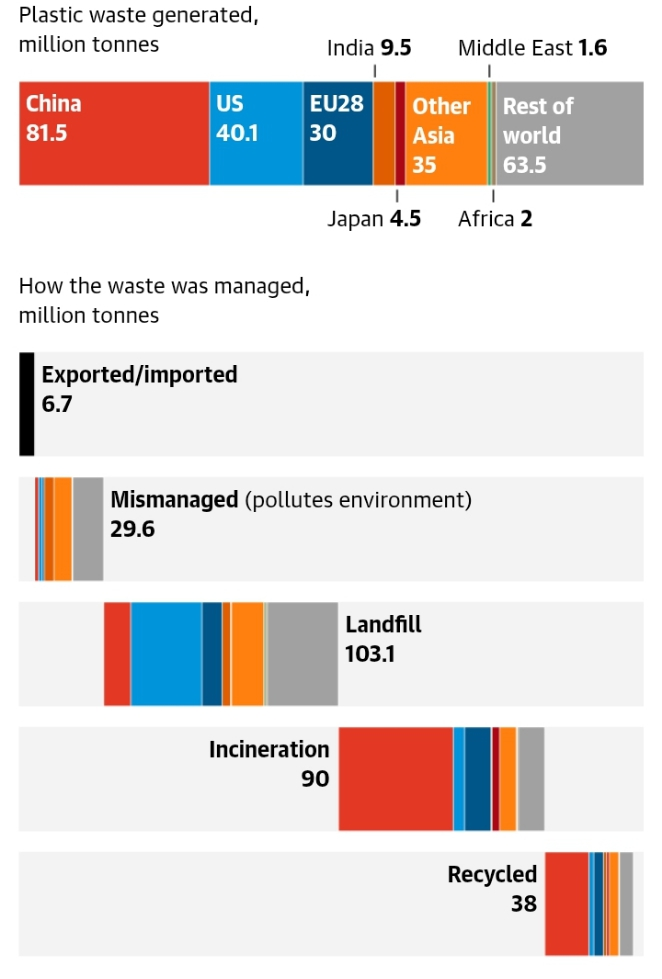 Plastic waste generated,
million tonnes
India 9.5
Middle East 1.6
China
81.5
US
40.1
EU28
30
Other
Asia
35
Rest of
world
63.5
Japan 4.5
Africa 2
How the waste was managed,
million tonnes
Exported/imported
6.7
Mismanaged (pollutes environment)
29.6
Landfill
103.1
Incineration
90
Recycled
38